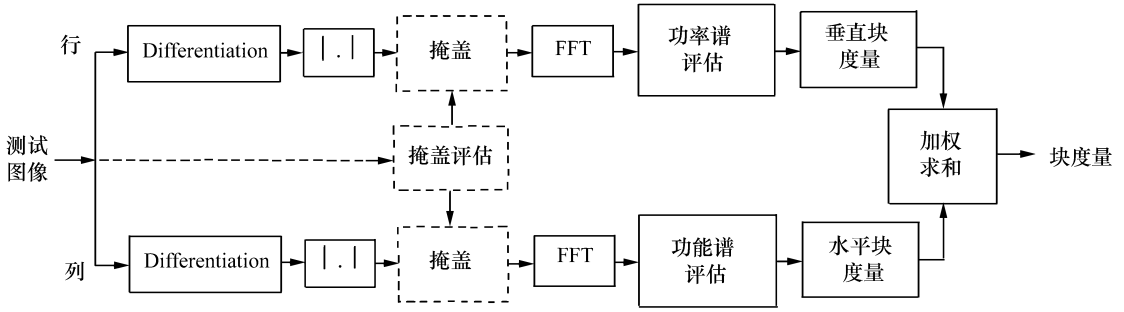 行
Differentiation
|.|
掩盖
FFT
功率谱
评估
垂直块
度量
测试
图像
掩盖评估
加权
求和
块度量
列
Differentiation
|.|
掩盖
FFT
功能谱
评估
水平块
度量